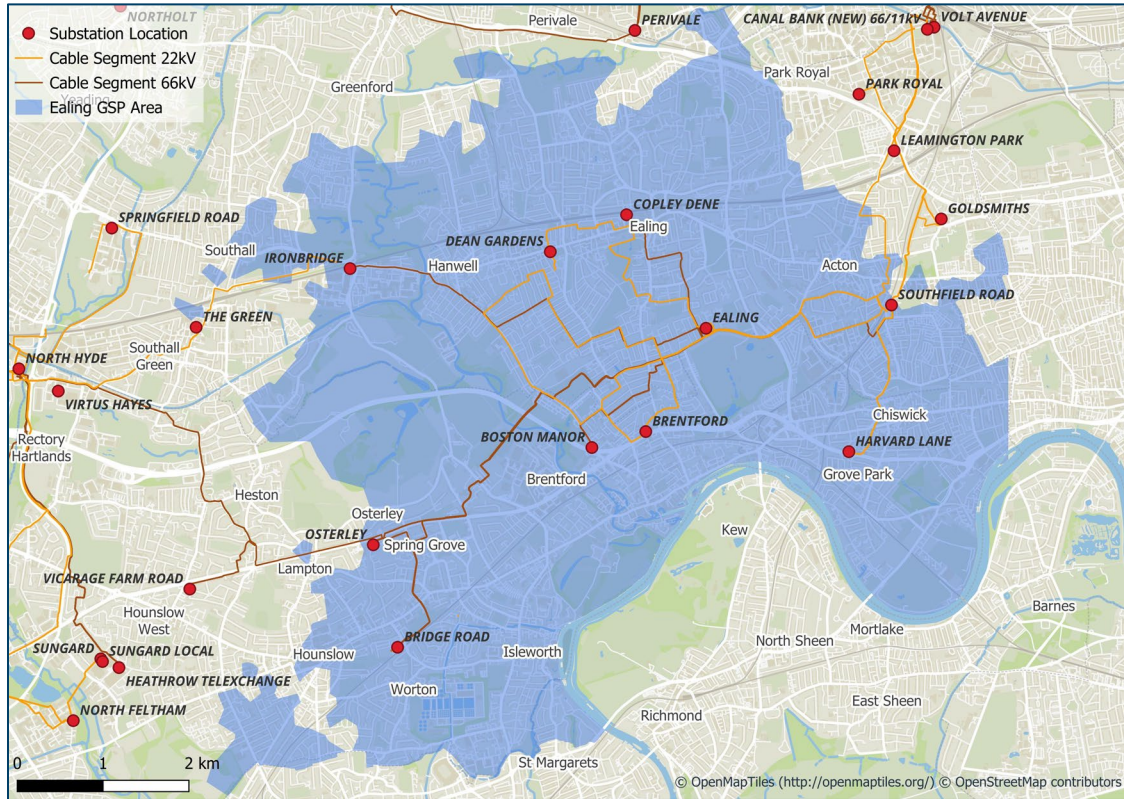 NORTHOLT
Substation Location
Cable Segment 22kV
Cable Segment 66kV
Yeading
Ealing GSP Area
Perivale
PERIVALE
CANAL BANK (NEW) 66/11kV
VOLT AVENUE
Greenford
Park Royal
PARK ROYAL
LEAMINGTON PARK
SPRINGFIELD ROAD
COPLEY DENE
GOLDSMITHS
Ealing
Southall
DEAN GARDENS
IRONBRIDGE
Hanwell
Acton
SOUTHFIELD ROAD
THE GREEN
EALING
Southall
Green
NORTH HYDE
VIRTUS HAYES
Chiswick
Rectory
Hartlands
BRENTFORD
BOSTON MANOR
HARVARD LANE
Brentford
Grove Park
Heston
Osterley
OSTERLEY
Spring Grove
Kew
Lampton
VICARAGE FARM ROAD
Hounslow
West
Barnes
Mortlake
North Sheen
BRIDGE ROAD
SUNGARD
SUNGARD LOCAL
Hounslow
Isleworth
HEATHROW TELEXCHANGE
Worton
East Sheen
NORTH FELTHAM
Richmond
St Margarets
0 1 2 km
© OpenMapTiles (http://openmaptiles.org/) © OpenStreetMap contributors